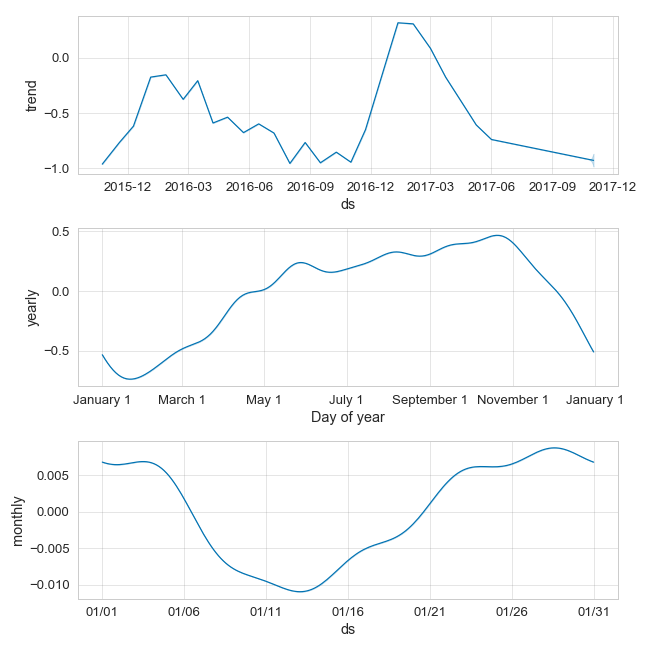 trend
0.0
−0.5
−1.0
2015-12 2016-03 2016-06 2016-09 2016-12 2017-03 2017-06 2017-09 2017-12
ds
yearly
0.5
0.0
−0.5
January 1 March 1 May 1 July 1 September 1 November 1 January 1
Day of year
monthly
0.005
0.000
−0.005
−0.010
01/01 01/06 01/11 01/16 01/21 01/26 01/31
ds